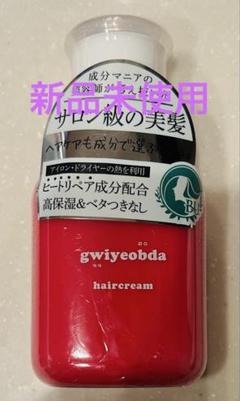 成分マニアの
新品未使用
サロン級の美髪
ヘアケアも成分で選ぶ
アイロン・ドライヤーの熱を利用
ヒートリペア成分配合
高保湿&ベタつきなし
gwiyeobda
haircream